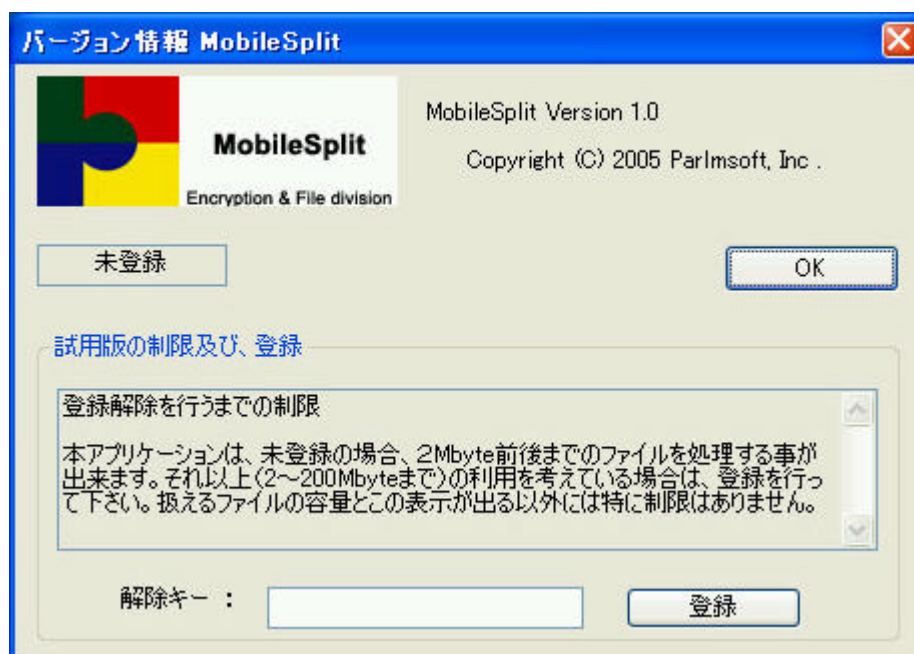 バージョン情報 MobileSplit
MobileSplit
Encryption & File division
MobileSplit Version 1.0
Copyright (C) 2005 Parlmsoft, Inc .
未登録
OK
試用版の制限及び、登録
登録解除を行うまでの制限
本アプリケーションは、未登録の場合、2Mbyte前後までのファイルを処理する事が
出来ます。それ以上(2～200Mbyteまで)の利用を考えている場合は、登録を行っ
て下さい。扱えるファイルの容量とこの表示が出る以外には特に制限はありません。
解除キー :
登録